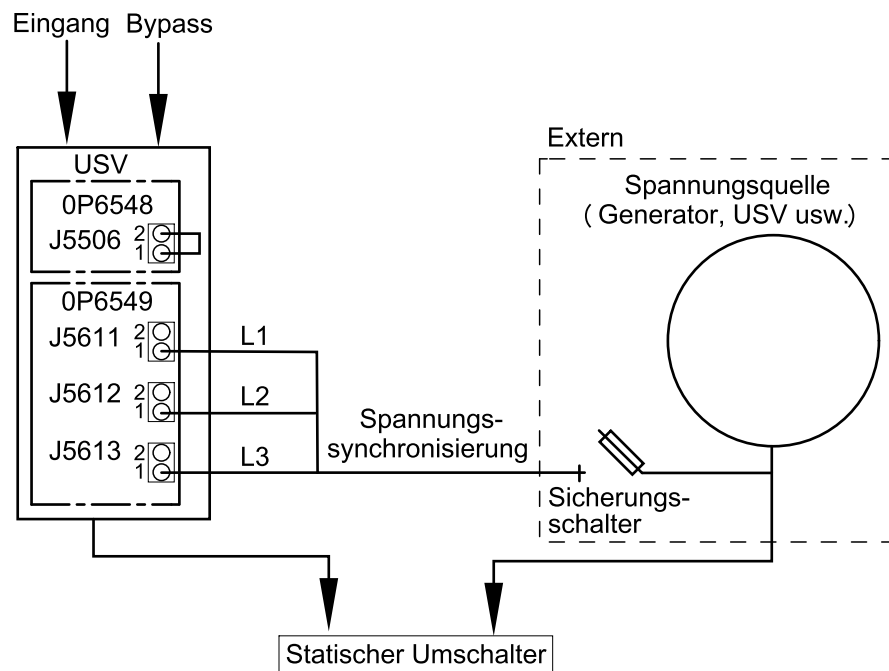 Eingang
Bypass
USV
0P6548
J5506
2
1
0P6549
J5611
2
1
L1
J5612
2
1
L2
J5613
2
1
L3
Spannungs-
synchronisierung
Extern
Spannungsquelle
( Generator, USV usw.)
Sicherungs-
schalter
Statischer Umschalter